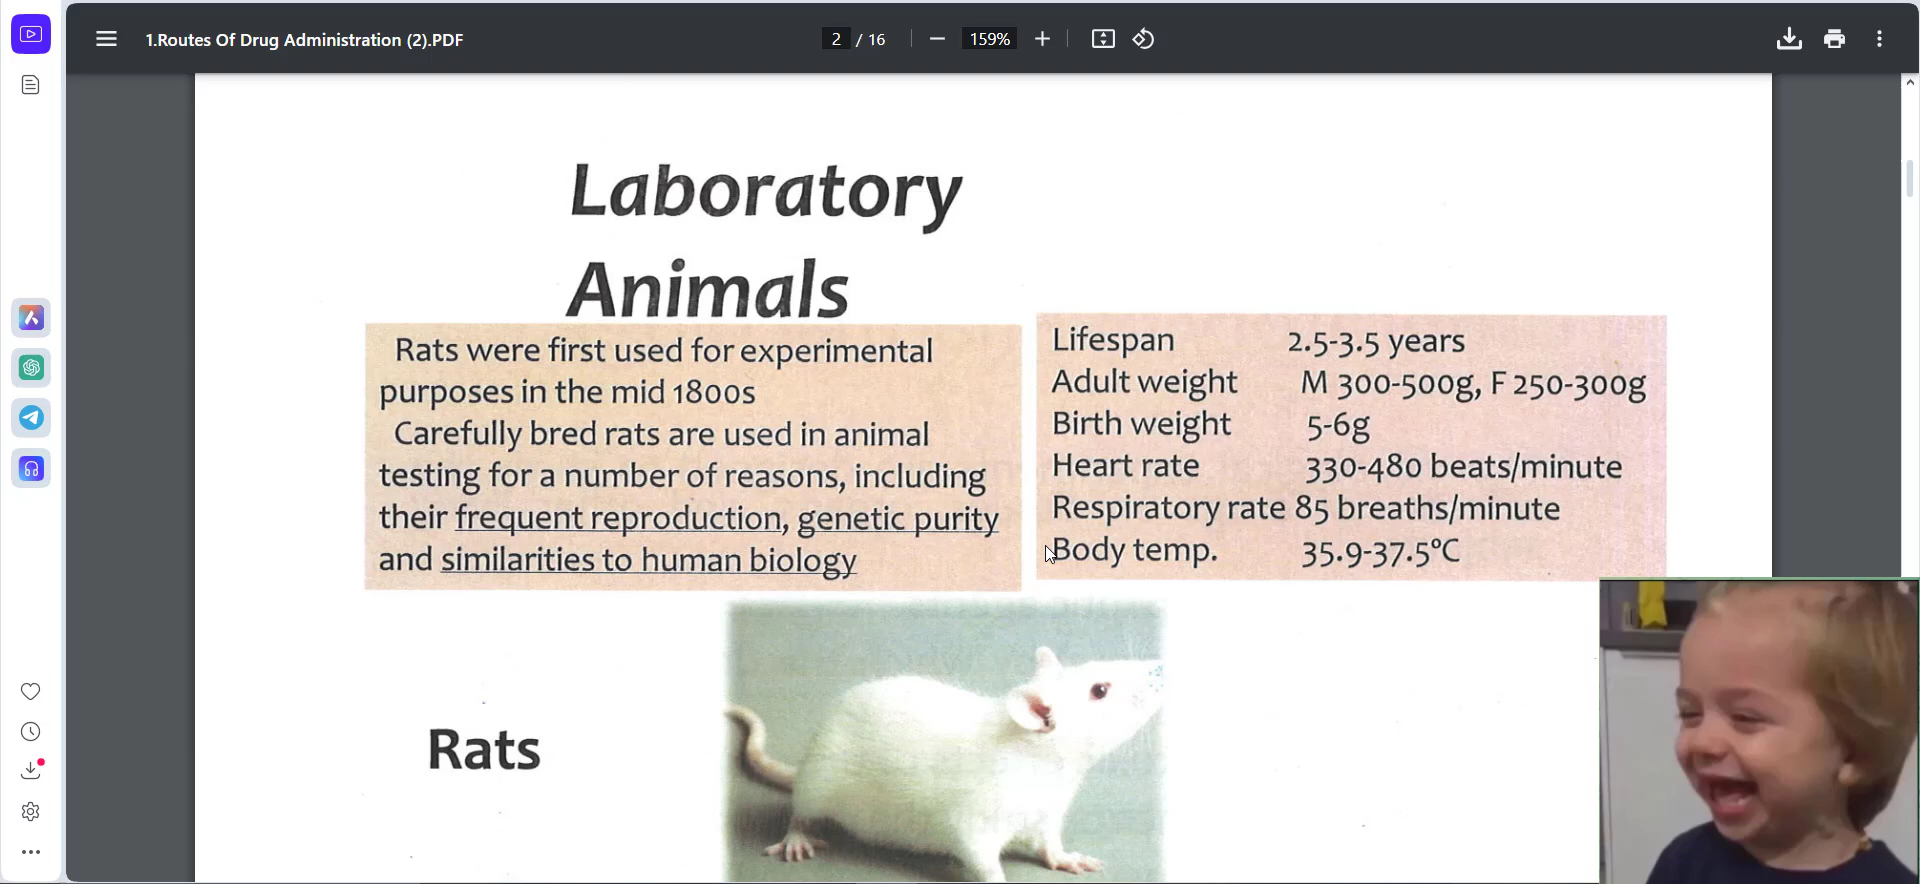 1.Routes Of Drug Administration (2).PDF
2 / 16
159%
Laboratory
Animals
Rats were first used for experimental
purposes in the mid 1800s
Carefully bred rats are used in animal
testing for a number of reasons, including
their frequent reproduction, genetic purity
and similarities to human biology
Lifespan 2.5-3.5 years
Adult weight M 300-500g, F 250-300g
Birth weight 5-6g
Heart rate 330-480 beats/minute
Respiratory rate 85 breaths/minute
Body temp. 35.9-37.5°C
Rats